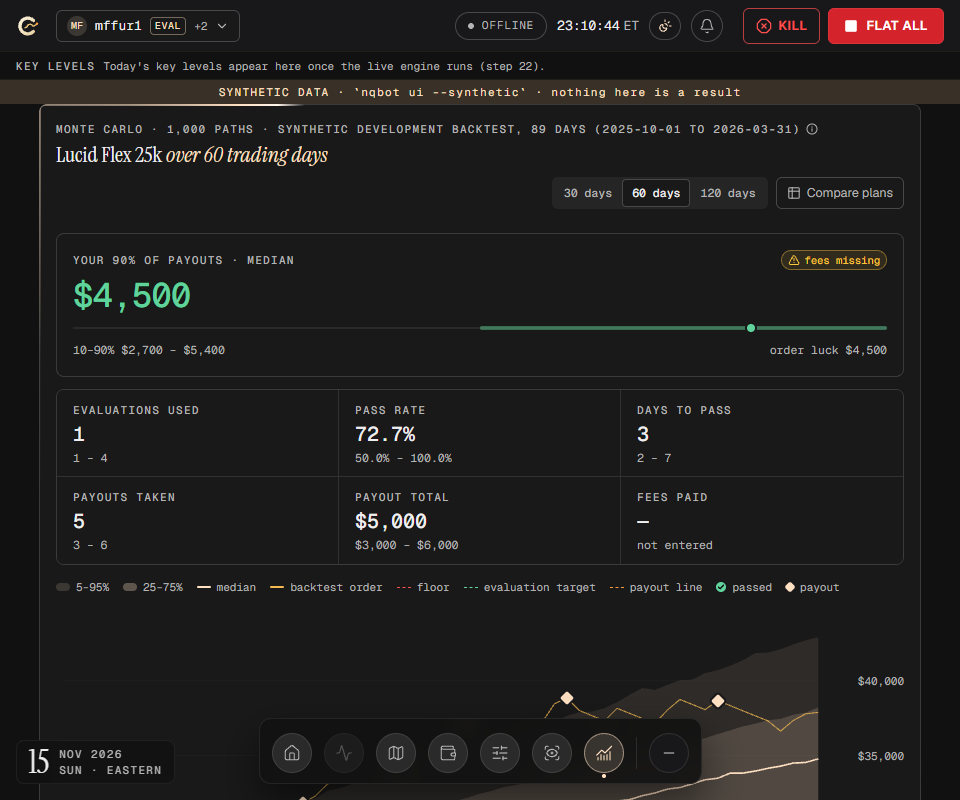 MF mffur1 EVAL +2 OFFLINE 23:10:44 ET KILL FLAT ALL
KEY LEVELS Today's key levels appear here once the live engine runs (step 22).
SYNTHETIC DATA · `nqbot ui --synthetic` · nothing here is a result
MONTE CARLO · 1,000 PATHS · SYNTHETIC DEVELOPMENT BACKTEST, 89 DAYS (2025-10-01 TO 2026-03-31)
Lucid Flex 25k over 60 trading days
30 days 60 days 120 days Compare plans
YOUR 90% OF PAYOUTS · MEDIAN fees missing
$4,500
10–90% $2,700 – $5,400 order luck $4,500
EVALUATIONS USED PASS RATE DAYS TO PASS
1 72.7% 3
1 – 4 50.0% – 100.0% 2 – 7
PAYOUTS TAKEN PAYOUT TOTAL FEES PAID
5 $5,000 —
3 – 6 $3,000 – $6,000 not entered
5–95% 25–75% median backtest order floor evaluation target payout line passed payout
$40,000
$35,000
15 NOV 2026
SUN · EASTERN